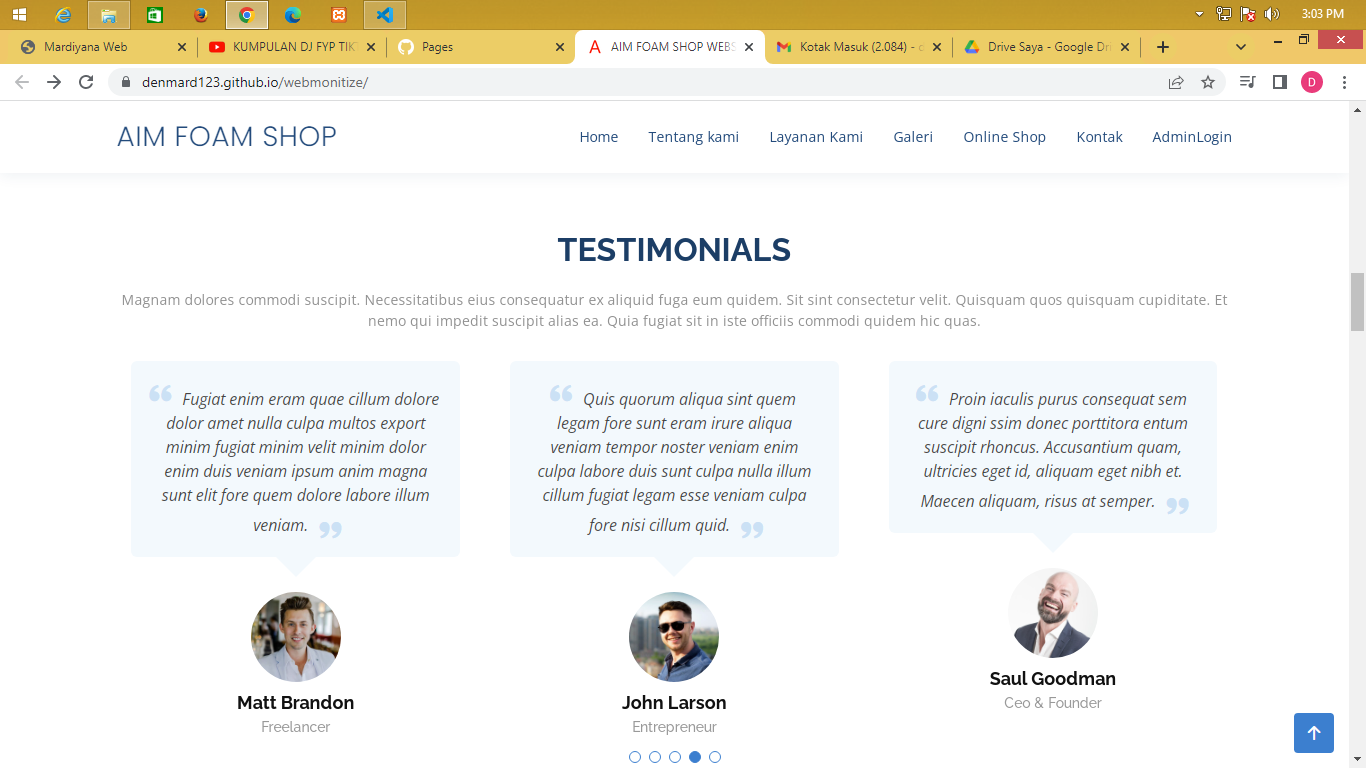 3:03 PM
Mardiyana Web
KUMPULAN DJ FYP TIKT
Pages
AIM FOAM SHOP WEBS
Kotak Masuk (2.084) - d
Drive Saya - Google Dri
denmard123.github.io/webmonitize/
D
AIM FOAM SHOP
Home
Tentang kami
Layanan Kami
Galeri
Online Shop
Kontak
AdminLogin
TESTIMONIALS
Magnam dolores commodi suscipit. Necessitatibus eius consequatur ex aliquid fuga eum quidem. Sit sint consectetur velit. Quisquam quos quisquam cupiditate. Et
nemo qui impedit suscipit alias ea. Quia fugiat sit in iste officiis commodi quidem hic quas.
“ Fugiat enim eram quae cillum dolore
dolor amet nulla culpa multos export
minim fugiat minim velit minim dolor
enim duis veniam ipsum anim magna
sunt elit fore quem dolore labore illum
veniam. ”
Matt Brandon
Freelancer
“ Quis quorum aliqua sint quem
legam fore sunt eram irure aliqua
veniam tempor noster veniam enim
culpa labore duis sunt culpa nulla illum
cillum fugiat legam esse veniam culpa
fore nisi cillum quid. ”
John Larson
Entrepreneur
“ Proin iaculis purus consequat sem
cure digni ssim donec porttitora entum
suscipit rhoncus. Accusantium quam,
ultricies eget id, aliquam eget nibh et.
Maecen aliquam, risus at semper. ”
Saul Goodman
Ceo & Founder